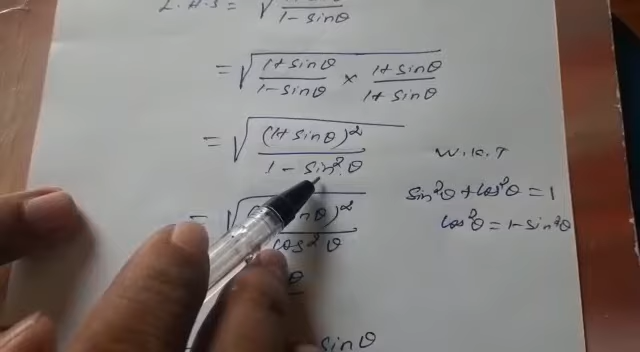 L.H.S = √
1 - sinθ
= √ 1+sinθ / 1-sinθ × 1+sinθ / 1+sinθ
= √ (1+sinθ)² / 1 - sin²θ
W.K.T
sin²θ + cos²θ = 1
cos²θ = 1-sin²θ
= √ nθ)² / cos²θ
θ
sinθ